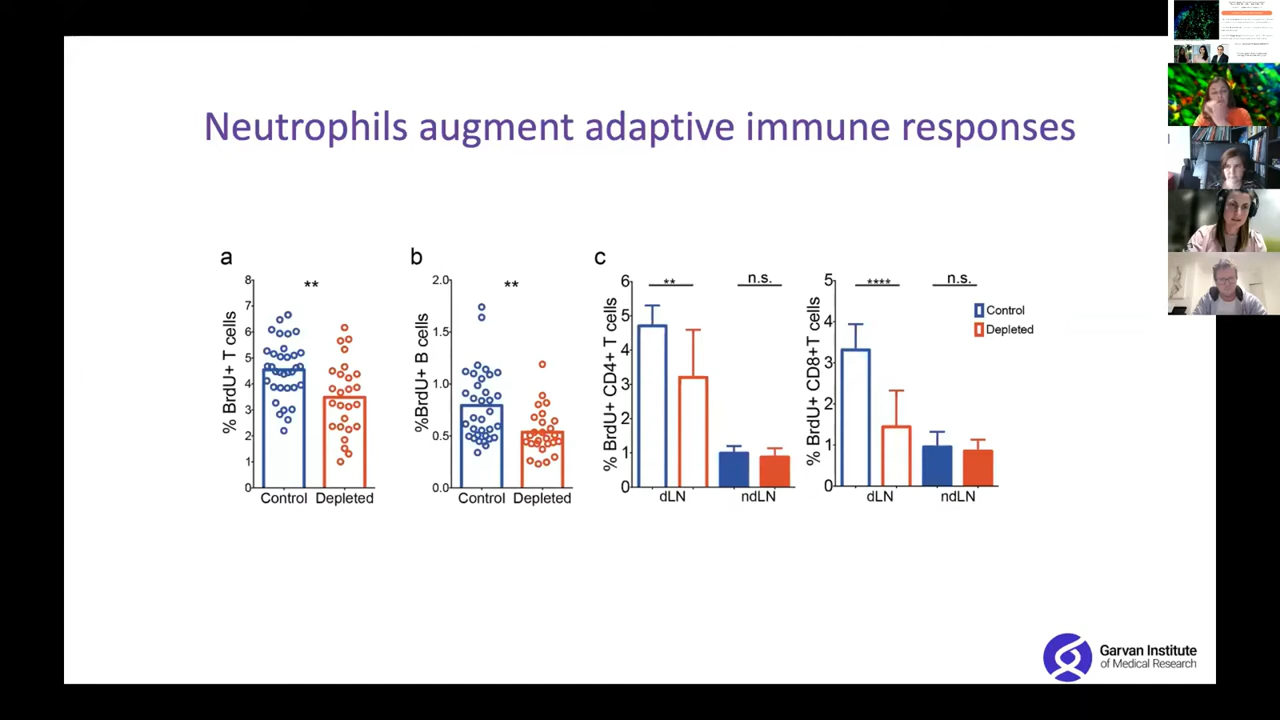 Neutrophils augment adaptive immune responses
a
% BrdU+ T cells
8
7
6
5
4
3
2
1
0
**
Control Depleted
b
%BrdU+ B cells
2.0
1.5
1.0
0.5
0.0
**
Control Depleted
c
% BrdU+ CD4+ T cells
6
5
4
3
2
1
0
**
n.s.
dLN
ndLN
% BrdU+ CD8+T cells
5
4
3
2
1
0
****
n.s.
dLN
ndLN
Control
Depleted
Garvan Institute
of Medical Research